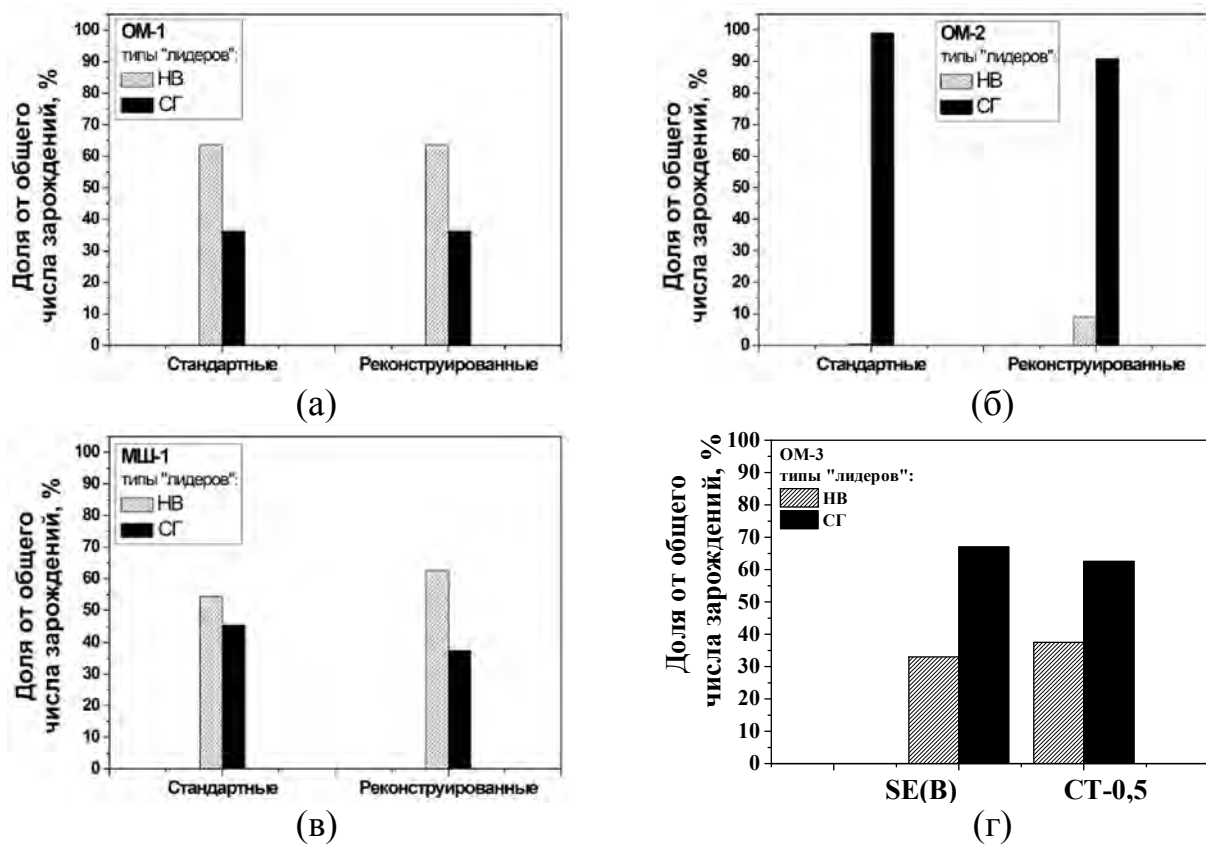 Доля от общего
числа зарождений, %
100
90
80
70
60
50
40
30
20
10
0
ОМ-1
типы "лидеров":
НВ
СГ
Стандартные
Реконструированные
(а)
Доля от общего
числа зарождений, %
100
90
80
70
60
50
40
30
20
10
0
ОМ-2
типы "лидеров":
НВ
СГ
Стандартные
Реконструированные
(б)
Доля от общего
числа зарождений, %
100
90
80
70
60
50
40
30
20
10
0
МШ-1
типы "лидеров":
НВ
СГ
Стандартные
Реконструированные
(в)
Доля от общего
числа зарождений, %
100
90
80
70
60
50
40
30
20
10
0
ОМ-3
типы "лидеров":
НВ
СГ
SE(B)
CT-0,5
(г)